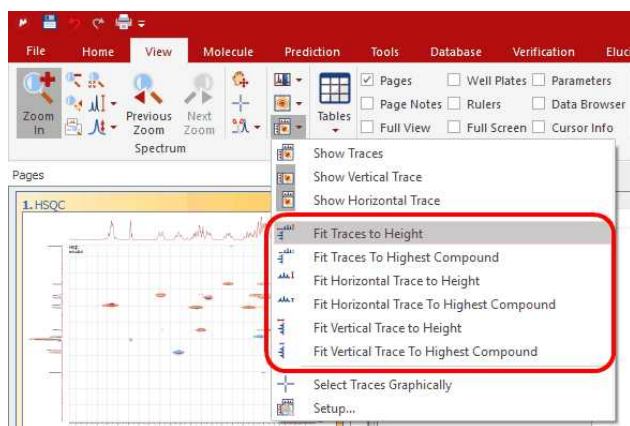 File Home View Molecule Prediction Tools Database Verification Eluc
Zoom In
Previous Zoom
Next Zoom
Tables
Pages Well Plates Parameters
Page Notes Rulers Data Browser
Full View Full Screen Cursor Info
Spectrum
Show Traces
Show Vertical Trace
Show Horizontal Trace
Fit Traces to Height
Fit Traces To Highest Compound
Fit Horizontal Trace to Height
Fit Horizontal Trace To Highest Compound
Fit Vertical Trace to Height
Fit Vertical Trace To Highest Compound
Select Traces Graphically
Setup...
Pages
1. HSQC